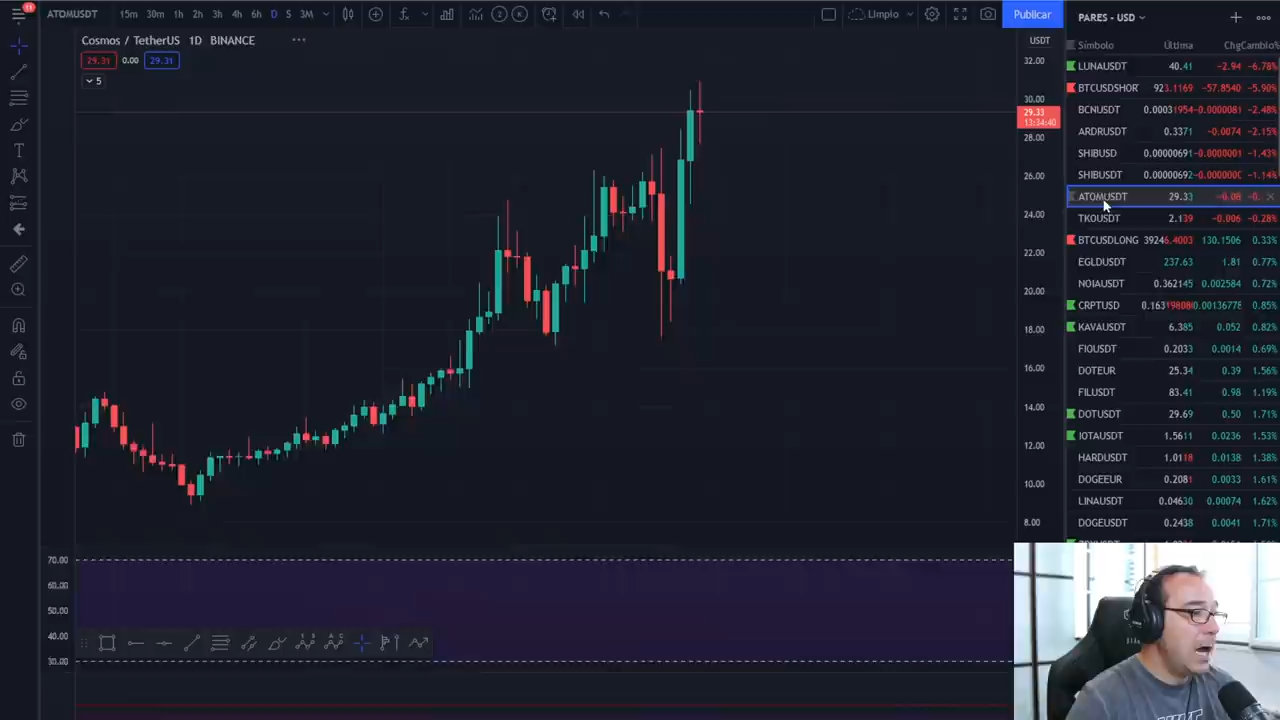 11
ATOMUSDT 15m 30m 1h 2h 3h 4h 6h D S 3M Limpio Publicar
PARES - USD
Cosmos / TetherUS 1D BINANCE
29.31 0.00 29.31
5
USDT
32.00
30.00
29.33
13:34:40
28.00
26.00
24.00
22.00
20.00
18.00
16.00
14.00
12.00
10.00
8.00
70.00
60.00
50.00
40.00
30.00
Símbolo Última Chg Cambio%
LUNAUSDT 40.41 −2.94 −6.78%
BTCUSDSHOR 923.1169 −57.8540 −5.90%
BCNUSDT 0.00031954 −0.0000081 −2.48%
ARDRUSDT 0.3371 −0.0074 −2.15%
SHIBUSD 0.00000691 −0.0000001 −1.43%
SHIBUSDT 0.00000692 −0.0000000 −1.14%
ATOMUSDT 29.33 −0.08 −0.
TKOUSDT 2.139 −0.006 −0.28%
BTCUSDLONG 39246.4003 130.1506 0.33%
EGLDUSDT 237.63 1.81 0.77%
NOIAUSDT 0.362145 0.002584 0.72%
CRPTUSD 0.16319808 0.00136778 0.85%
KAVAUSDT 6.385 0.052 0.82%
FIOUSDT 0.2033 0.0014 0.69%
DOTEUR 25.34 0.39 1.56%
FILUSDT 83.41 0.98 1.19%
DOTUSDT 29.69 0.50 1.71%
IOTAUSDT 1.5611 0.0236 1.53%
HARDUSDT 1.0118 0.0138 1.38%
DOGEEUR 0.2081 0.0033 1.61%
LINAUSDT 0.04630 0.00074 1.62%
DOGEUSDT 0.2438 0.0041 1.71%